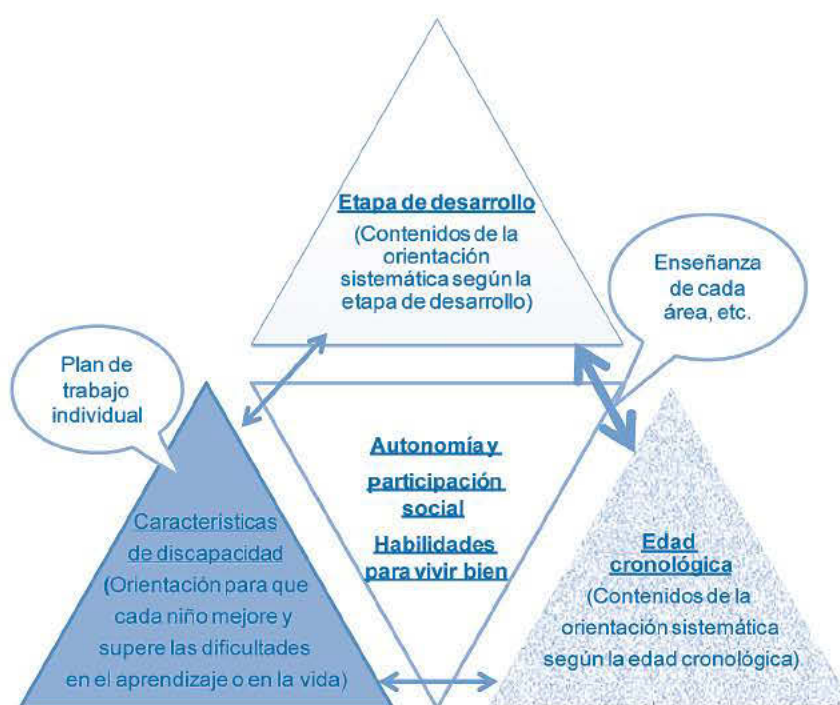 Etapa de desarrollo
(Contenidos de la
orientación
sistemática según la
etapa de desarrollo)
Enseñanza
de cada
área, etc.
Plan de
trabajo
individual
Autonomía y
participación
social
Habilidades
para vivir bien
Características
de discapacidad
(Orientación para que
cada niño mejore y
supere las dificultades
en el aprendizaje o en la vida)
Edad
cronológica
(Contenidos de la
orientación sistemática
según la edad cronológica)